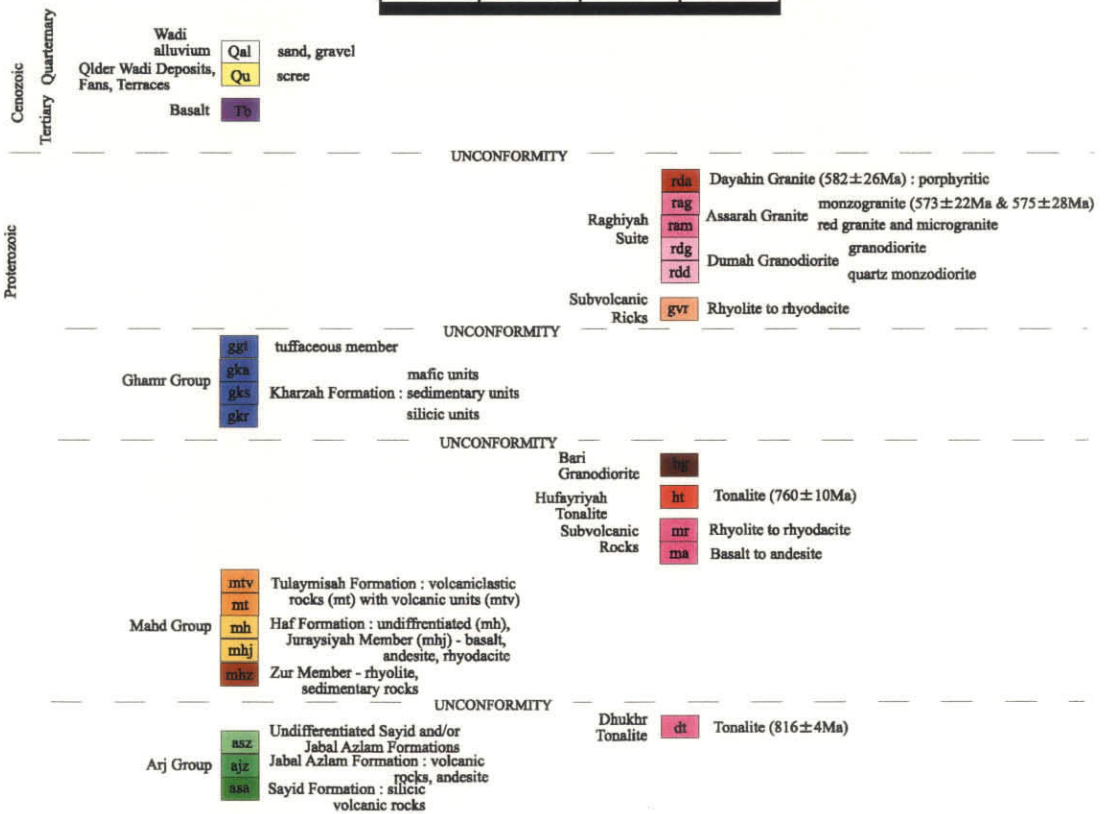 Cenozoic
Tertiary Quarternary
Wadi
alluvium Qal sand, gravel
Qlder Wadi Deposits,
Fans, Terraces Qu scree
Basalt Tb
UNCONFORMITY
Proterozoic
rda Dayahin Granite (582±26Ma) : porphyritic
Raghiyah
Suite
rag monzogranite (573±22Ma & 575±28Ma)
Assarah Granite
ram red granite and microgranite
rdg granodiorite
Dumah Granodiorite
rdd quartz monzodiorite
Subvolcanic
Ricks gvr Rhyolite to rhyodacite
UNCONFORMITY
Ghamr Group
ggt tuffaceous member
gka mafic units
gks Kharzah Formation : sedimentary units
gkr silicic units
UNCONFORMITY
Bari
Granodiorite bg
Hufayriyah
Tonalite ht Tonalite (760±10Ma)
Subvolcanic
Rocks
mr Rhyolite to rhyodacite
ma Basalt to andesite
Mahd Group
mtv Tulaymisah Formation : volcaniclastic
mt rocks (mt) with volcanic units (mtv)
mh Haf Formation : undiffrentiated (mh),
Juraysiyah Member (mhj) - basalt,
mhj andesite, rhyodacite
mhz Zur Member - rhyolite,
sedimentary rocks
UNCONFORMITY
Dhukhr
Tonalite dt Tonalite (816±4Ma)
Arj Group
asz Undifferentiated Sayid and/or
Jabal Azlam Formations
ajz Jabal Azlam Formation : volcanic
rocks, andesite
asa Sayid Formation : silicic
volcanic rocks